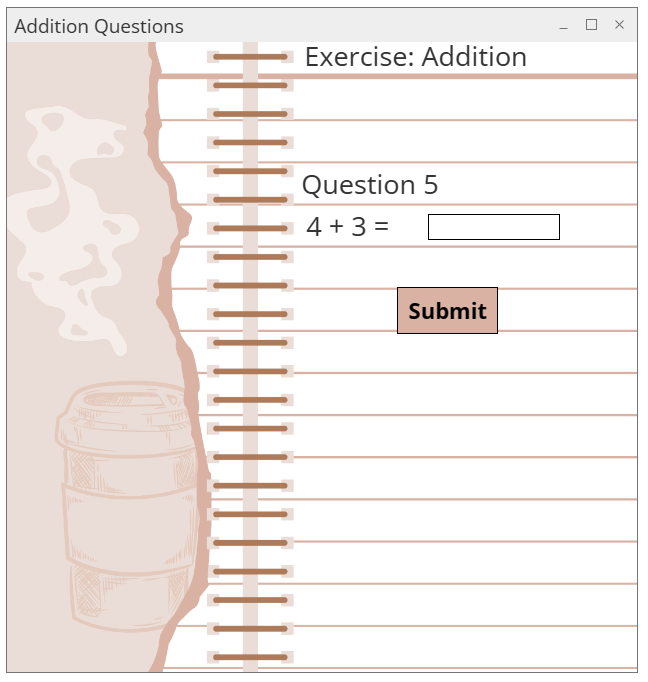 Addition Questions
Exercise: Addition
Question 5
4 + 3 =
Submit